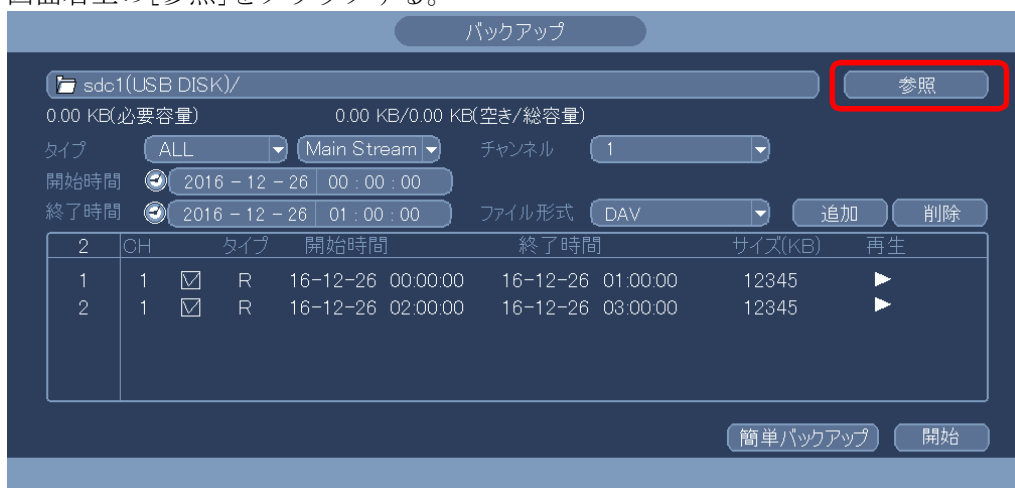 画面右上の[参照]をクリックする。
バックアップ
sdc1(USB DISK)/ 参照
0.00 KB(必要容量) 0.00 KB/0.00 KB(空き/総容量)
タイプ ALL Main Stream チャンネル 1
開始時間 2016 - 12 - 26 00 : 00 : 00
終了時間 2016 - 12 - 26 01 : 00 : 00 ファイル形式 DAV 追加 削除
2 CH タイプ 開始時間 終了時間 サイズ(KB) 再生
1 1 R 16-12-26 00:00:00 16-12-26 01:00:00 12345
2 1 R 16-12-26 02:00:00 16-12-26 03:00:00 12345
簡単バックアップ 開始